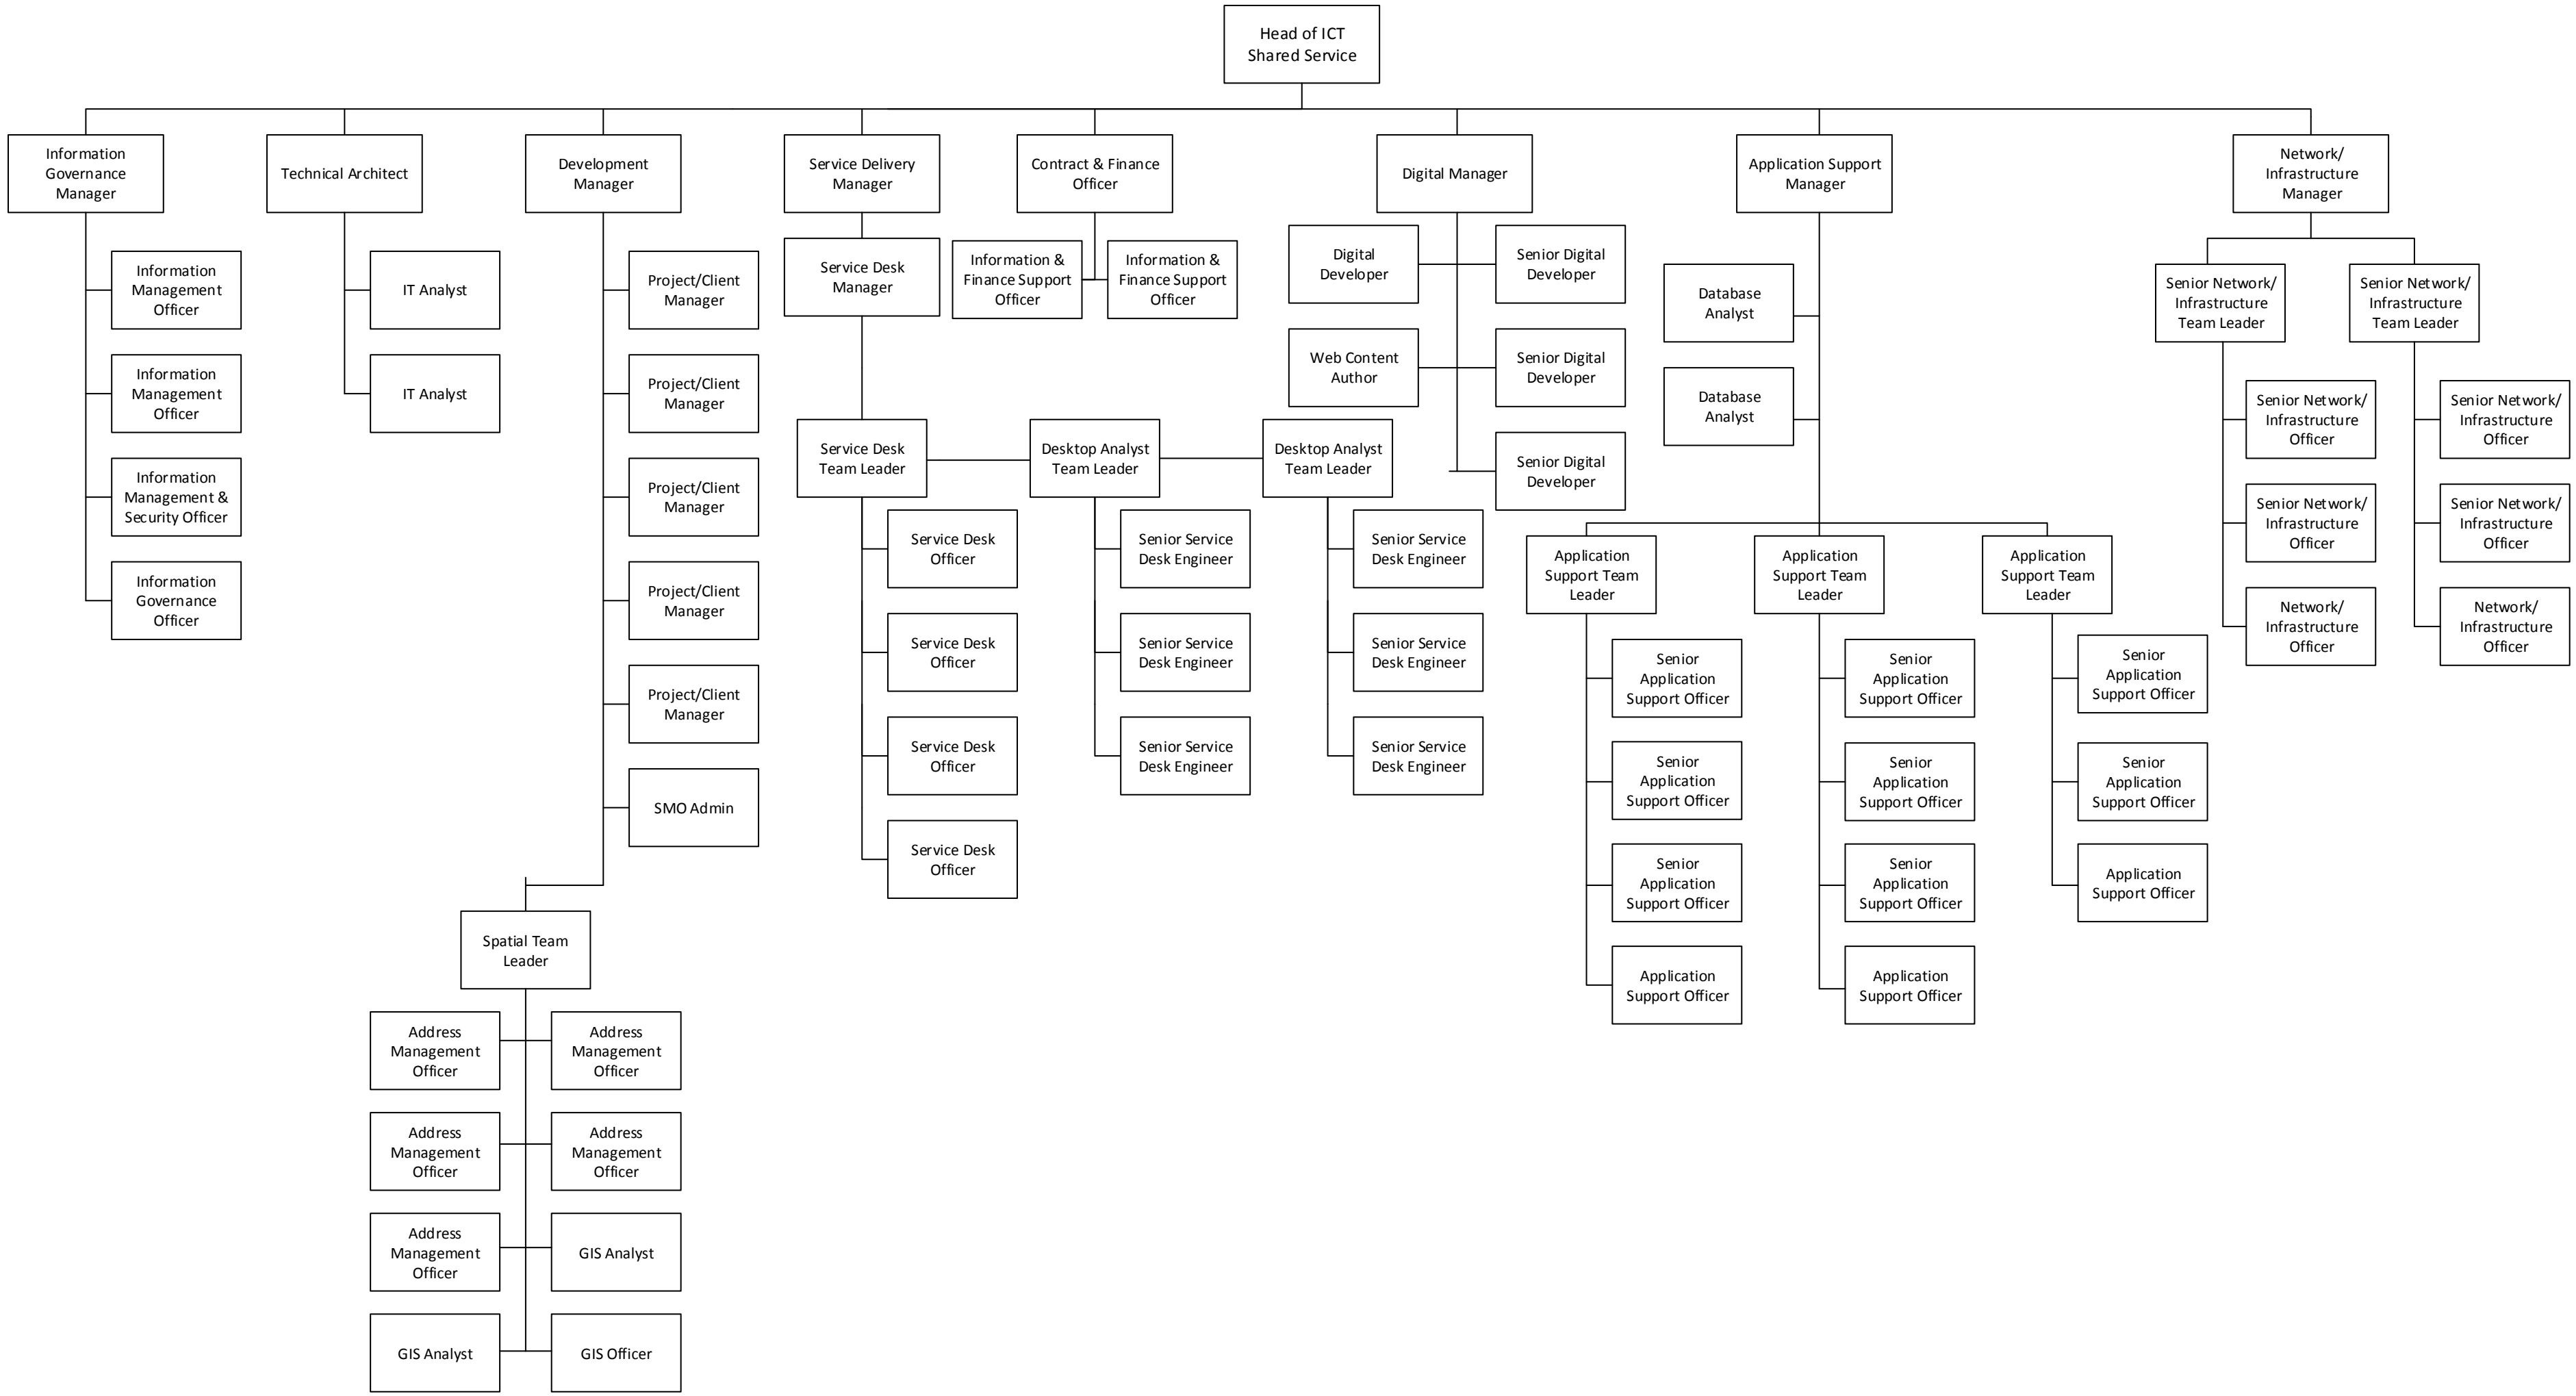 Head of ICT
Shared Service
Information
Governance
Manager
Technical Architect
Development
Manager
Service Delivery
Manager
Contract & Finance
Officer
Digital Manager
Application Support
Manager
Network/
Infrastructure
Manager
Information
Management
Officer
Information
Management
Officer
Information
Management &
Security Officer
Information
Governance
Officer
IT Analyst
IT Analyst
Project/Client
Manager
Project/Client
Manager
Project/Client
Manager
Project/Client
Manager
Project/Client
Manager
SMO Admin
Spatial Team
Leader
Address
Management
Officer
Address
Management
Officer
Address
Management
Officer
Address
Management
Officer
Address
Management
Officer
GIS Analyst
GIS Analyst
GIS Officer
Service Desk
Manager
Service Desk
Team Leader
Desktop Analyst
Team Leader
Desktop Analyst
Team Leader
Service Desk
Officer
Service Desk
Officer
Service Desk
Officer
Service Desk
Officer
Senior Service
Desk Engineer
Senior Service
Desk Engineer
Senior Service
Desk Engineer
Senior Service
Desk Engineer
Senior Service
Desk Engineer
Senior Service
Desk Engineer
Information &
Finance Support
Officer
Information &
Finance Support
Officer
Digital
Developer
Senior Digital
Developer
Web Content
Author
Senior Digital
Developer
Senior Digital
Developer
Database
Analyst
Database
Analyst
Application
Support Team
Leader
Application
Support Team
Leader
Application
Support Team
Leader
Senior
Application
Support Officer
Senior
Application
Support Officer
Senior
Application
Support Officer
Application
Support Officer
Senior
Application
Support Officer
Senior
Application
Support Officer
Senior
Application
Support Officer
Application
Support Officer
Senior
Application
Support Officer
Senior
Application
Support Officer
Application
Support Officer
Senior Network/
Infrastructure
Team Leader
Senior Network/
Infrastructure
Team Leader
Senior Network/
Infrastructure
Officer
Senior Network/
Infrastructure
Officer
Network/
Infrastructure
Officer
Senior Network/
Infrastructure
Officer
Senior Network/
Infrastructure
Officer
Network/
Infrastructure
Officer